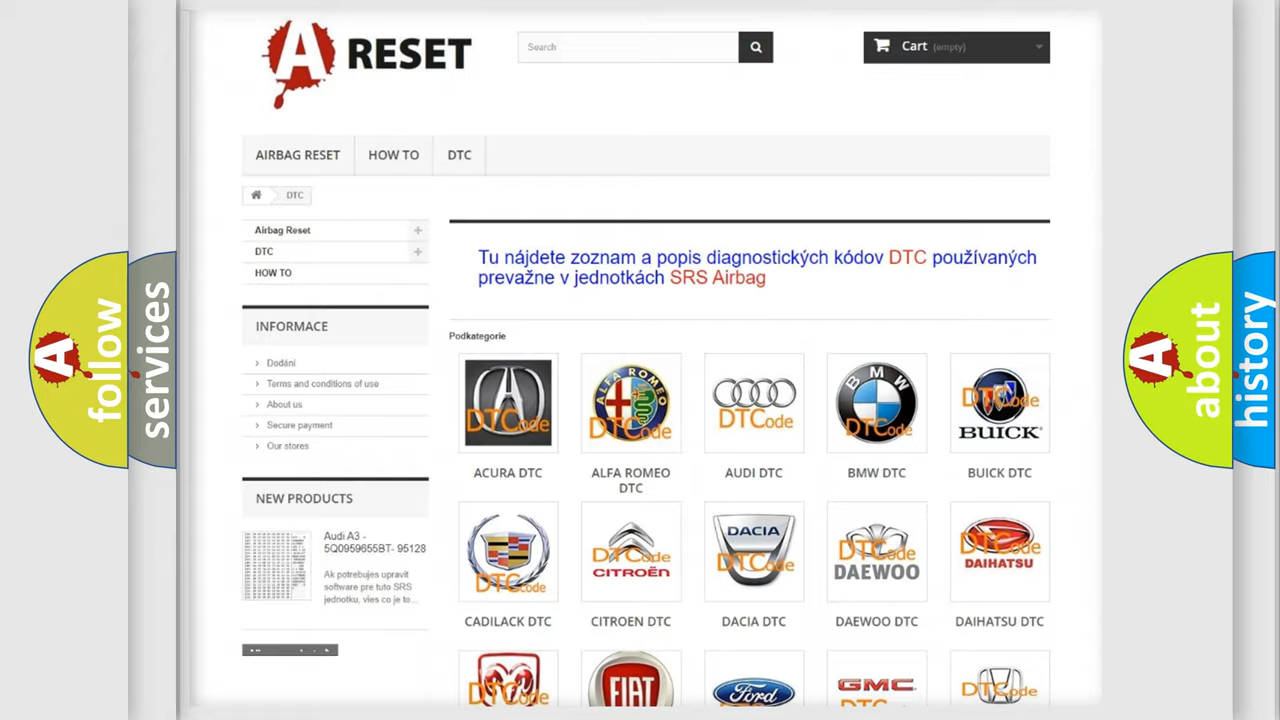 A RESET
Search
Cart (empty)
AIRBAG RESET
HOW TO
DTC
DTC
Airbag Reset
DTC
HOW TO
INFORMACE
Dodání
Terms and conditions of use
About us
Secure payment
Our stores
NEW PRODUCTS
Audi A3 -
5Q0959655BT- 95128
Ak potrebujes upravit
software pre tuto SRS
jednotku, vies co je to...
Tu nájdete zoznam a popis diagnostických kódov DTC používaných
prevažne v jednotkách SRS Airbag
Podkategorie
DTCode
ALFA ROMEO
DTCode
DTCode
BMW
DTCode
DTCode
BUICK
ACURA DTC
ALFA ROMEO
DTC
AUDI DTC
BMW DTC
BUICK DTC
DTCode
DTCode
CITROËN
DACIA
DTCode
DTCode
DAEWOO
DTCode
DAIHATSU
CADILACK DTC
CITROEN DTC
DACIA DTC
DAEWOO DTC
DAIHATSU DTC
DTCode
FIAT
Ford
GMC
DTCode
A follow
services
A about
history